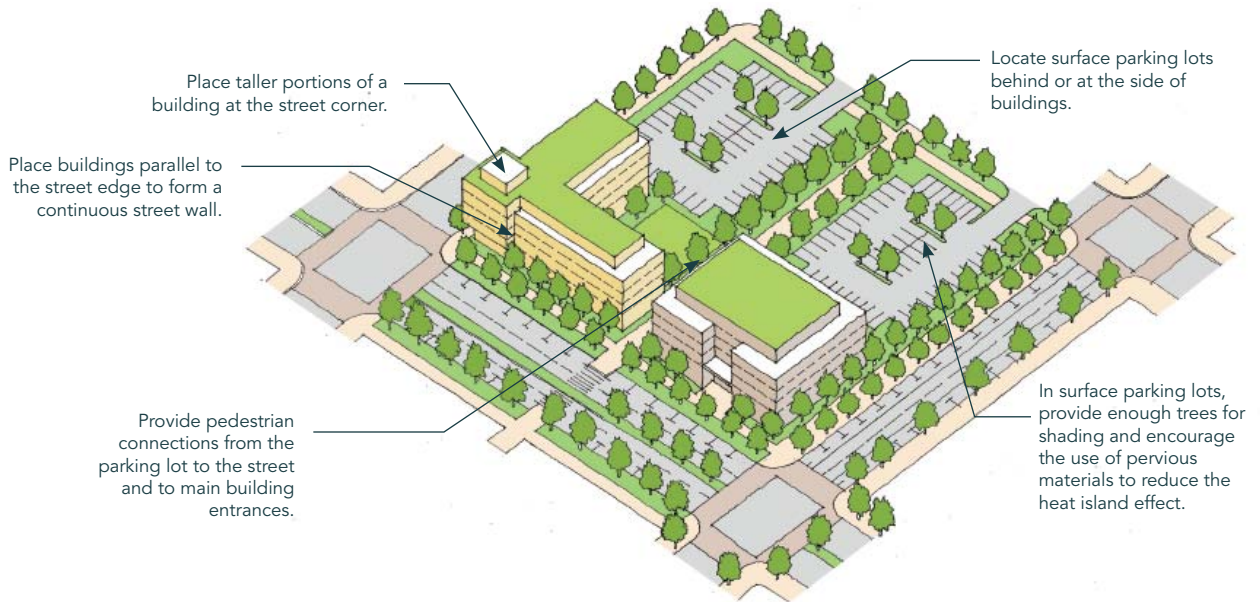 Place taller portions of a
building at the street corner.
Place buildings parallel to
the street edge to form a
continuous street wall.
Provide pedestrian
connections from the
parking lot to the street
and to main building
entrances.
Locate surface parking lots
behind or at the side of
buildings.
In surface parking lots,
provide enough trees for
shading and encourage
the use of pervious
materials to reduce the
heat island effect.